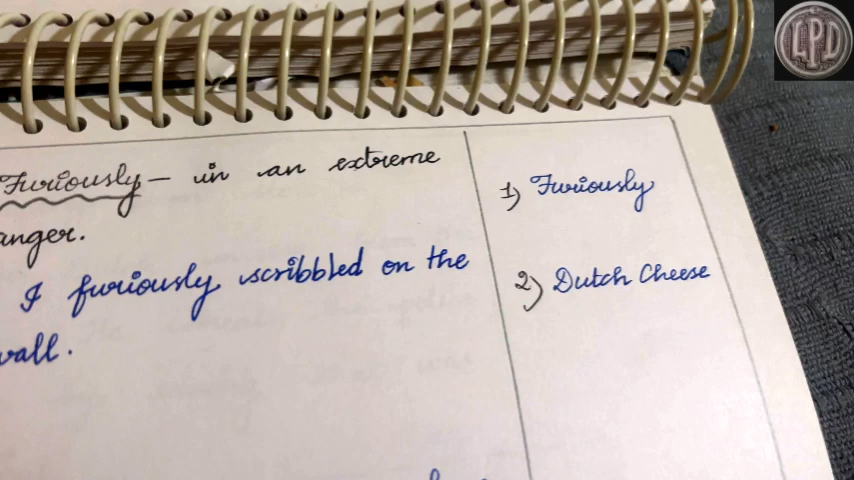 Furiously — in an extreme
anger.
I furiously scribbled on the
wall.
1) Furiously
2) Dutch Cheese
LPD